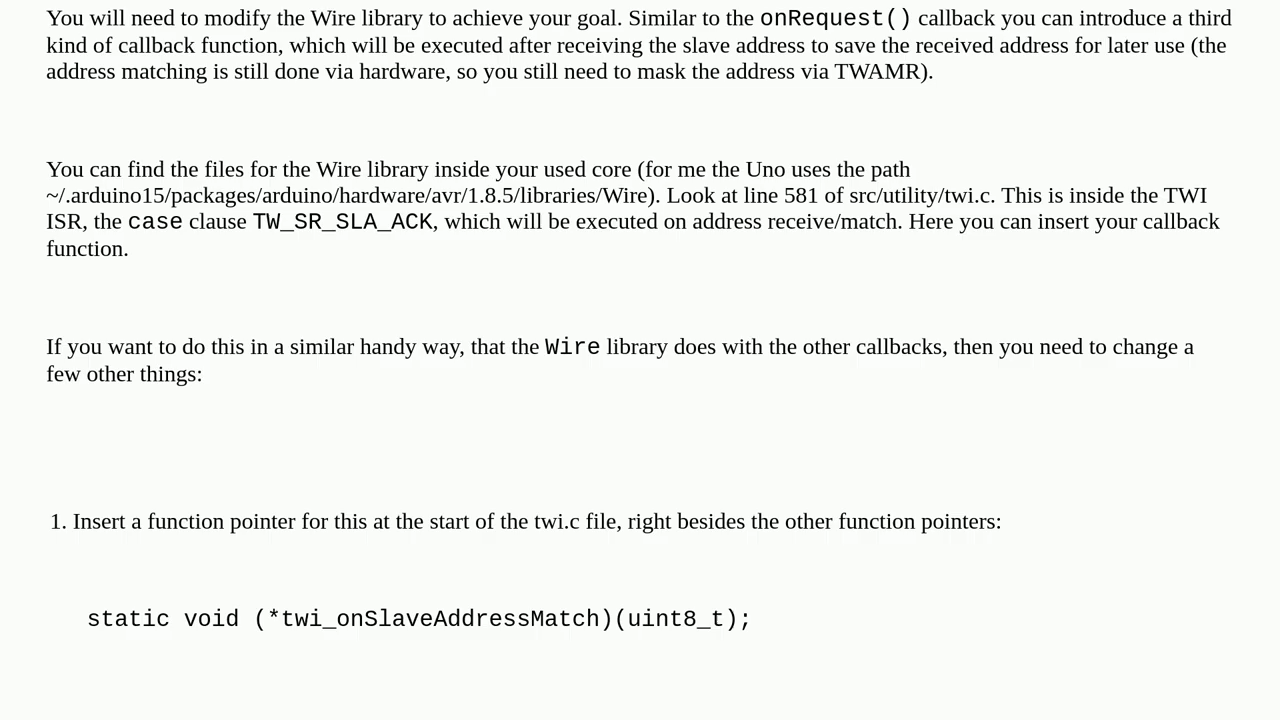 You will need to modify the Wire library to achieve your goal. Similar to the onRequest() callback you can introduce a third
kind of callback function, which will be executed after receiving the slave address to save the received address for later use (the
address matching is still done via hardware, so you still need to mask the address via TWAMR).
You can find the files for the Wire library inside your used core (for me the Uno uses the path
~/.arduino15/packages/arduino/hardware/avr/1.8.5/libraries/Wire). Look at line 581 of src/utility/twi.c. This is inside the TWI
ISR, the case clause TW_SR_SLA_ACK, which will be executed on address receive/match. Here you can insert your callback
function.
If you want to do this in a similar handy way, that the Wire library does with the other callbacks, then you need to change a
few other things:
1. Insert a function pointer for this at the start of the twi.c file, right besides the other function pointers:
static void (*twi_onSlaveAddressMatch)(uint8_t);